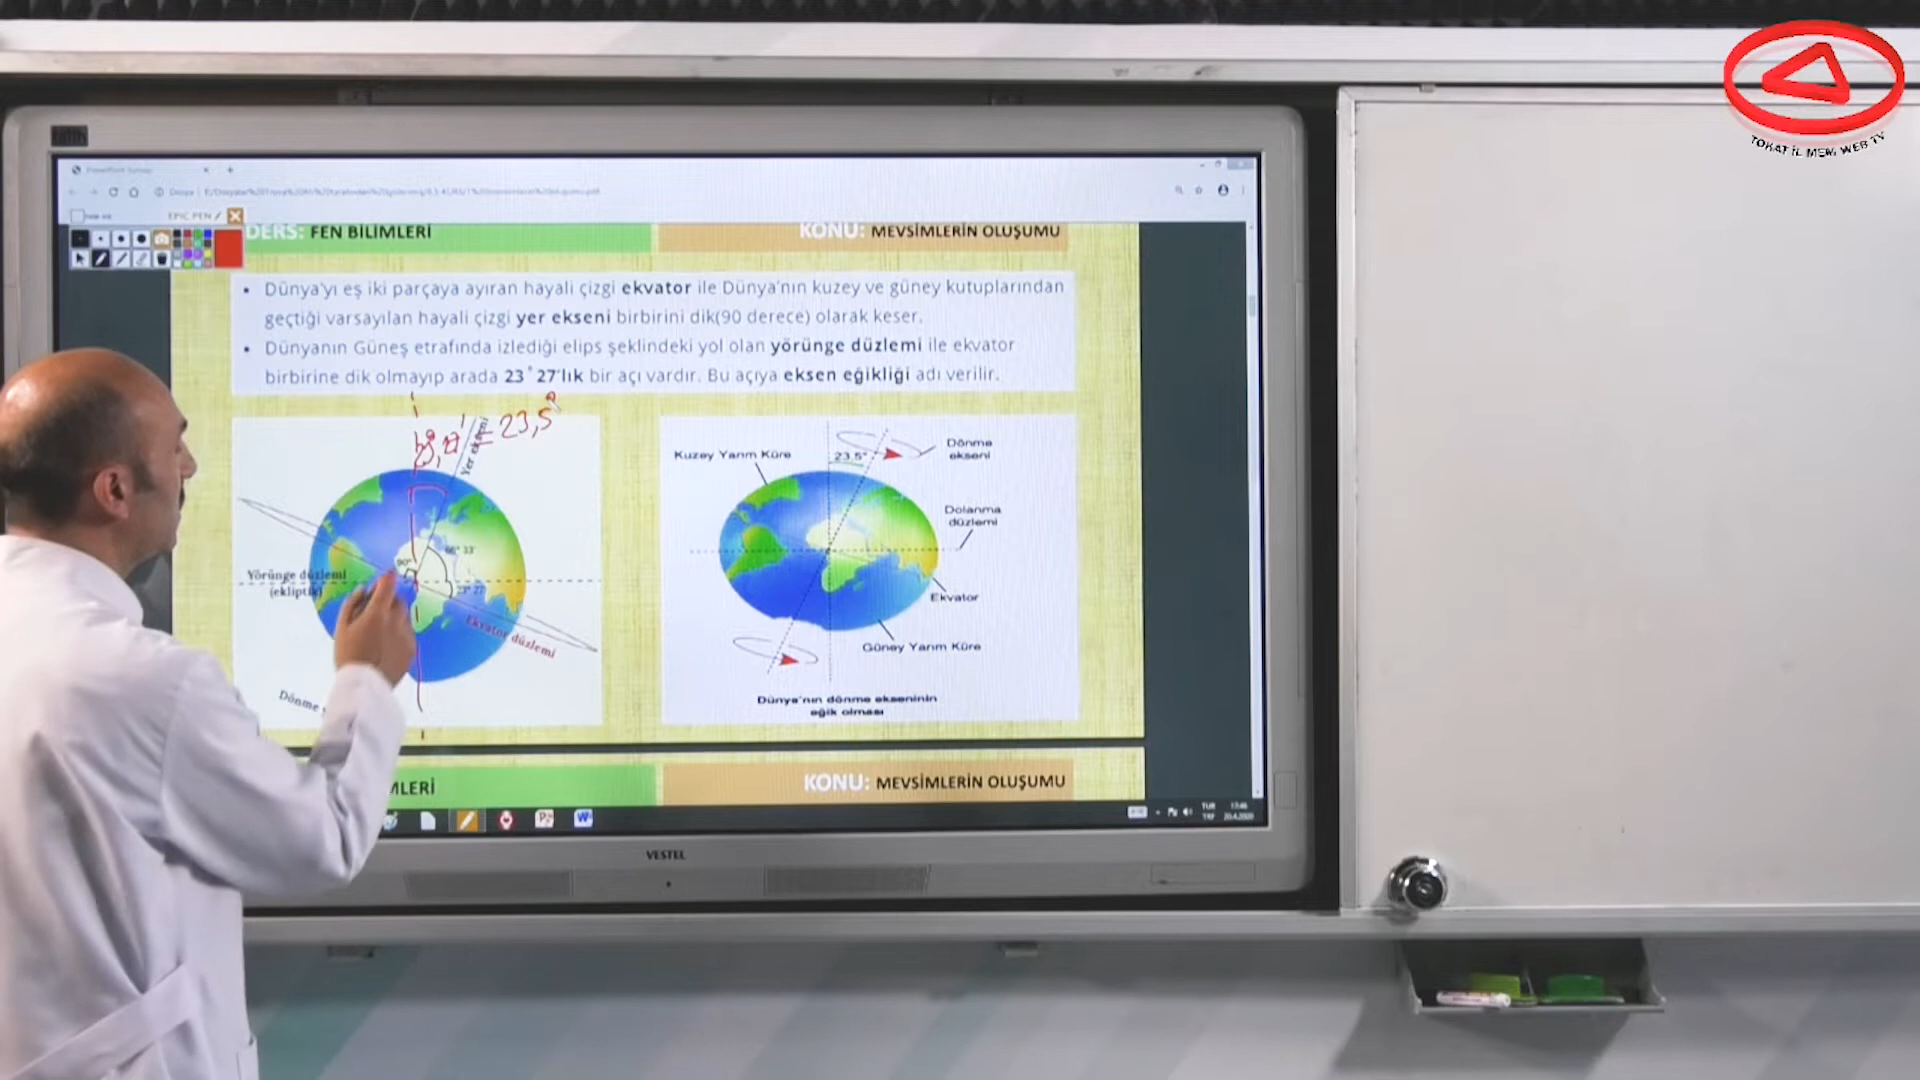 TOKAT İL MEM WEB TV
EPIC PEN
DERS: FEN BİLİMLERİ
KONU: MEVSİMLERİN OLUŞUMU
• Dünya'yı eş iki parçaya ayıran hayali çizgi ekvator ile Dünya'nın kuzey ve güney kutuplarından
geçtiği varsayılan hayali çizgi yer ekseni birbirini dik(90 derece) olarak keser.
• Dünyanın Güneş etrafında izlediği elips şeklindeki yol olan yörünge düzlemi ile ekvator
birbirine dik olmayıp arada 23˚27'lık bir açı vardır. Bu açıya eksen eğikliği adı verilir.
= 23,5°
Yer ekseni
66° 33'
90°
23° 27'
Yörünge düzlemi
(ekliptik)
Ekvator düzlemi
Dönme
Kuzey Yarım Küre
23.5°
Dönme
ekseni
Dolanma
düzlemi
Ekvator
Güney Yarım Küre
Dünya'nın dönme ekseninin
eğik olması
MLERİ
KONU: MEVSİMLERİN OLUŞUMU
VESTEL